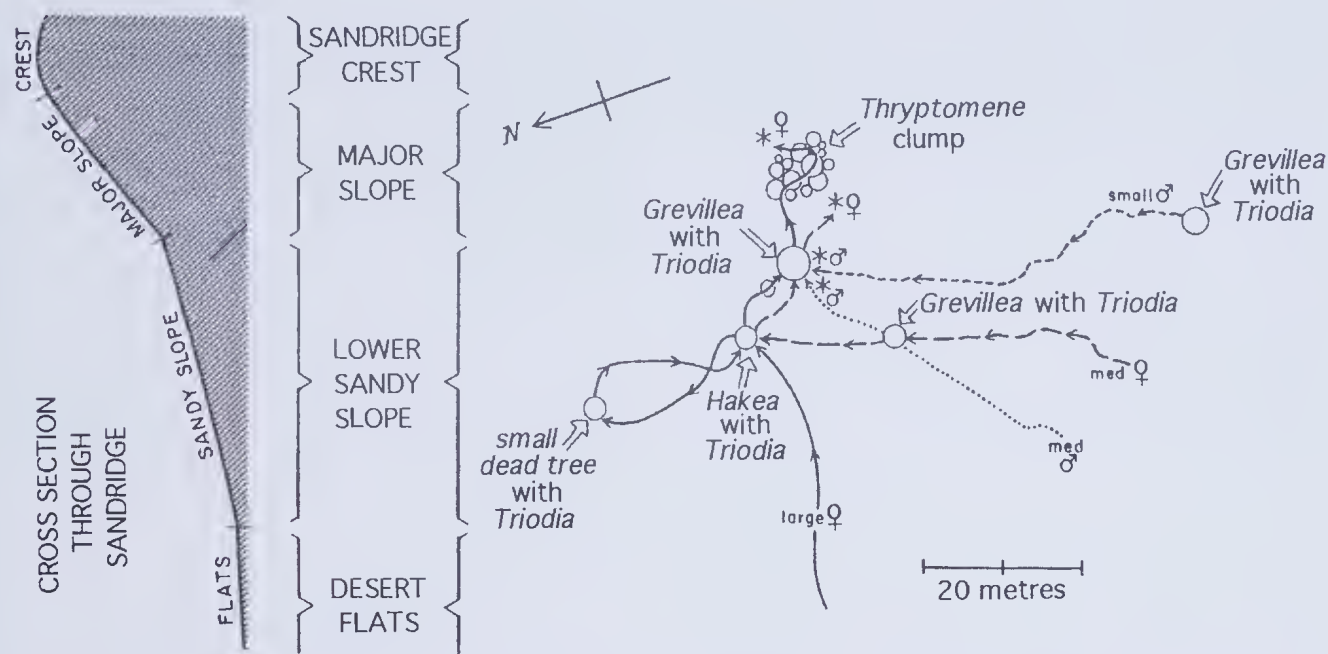 CREST
MAJOR SLOPE
SANDY SLOPE
FLATS
CROSS SECTION
THROUGH
SANDRIDGE
SANDRIDGE
CREST
MAJOR
SLOPE
LOWER
SANDY
SLOPE
DESERT
FLATS
N
*♀
Thryptomene
clump
*♀
Grevillea
with
Triodia
small♂
Grevillea
with
Triodia
*♂
*♂
Grevillea with Triodia
med ♀
Hakea
with
Triodia
small
dead tree
with
Triodia
med
♂
large♀
20 metres